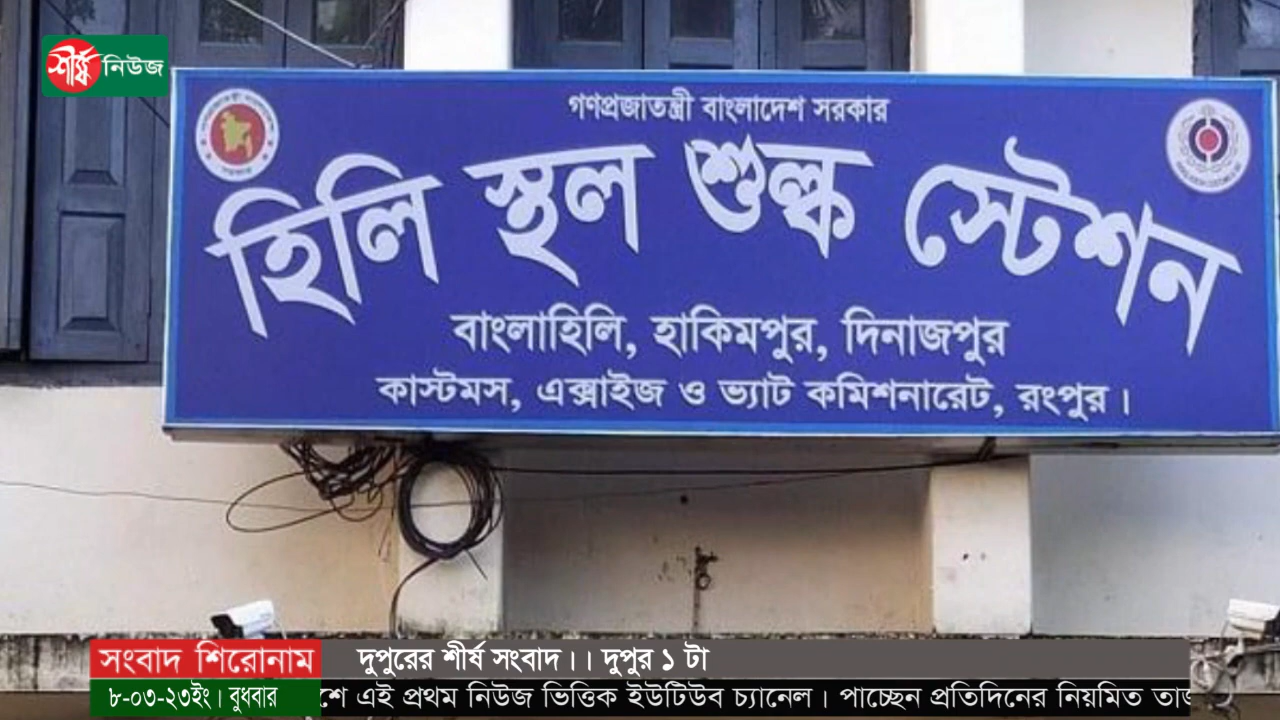 শীর্ষ নিউজ
গণপ্রজাতন্ত্রী বাংলাদেশ সরকার
হিলি স্থল শুল্ক স্টেশন
বাংলাহিলি, হাকিমপুর, দিনাজপুর
কাস্টমস, এক্সাইজ ও ভ্যাট কমিশনারেট, রংপুর।
সংবাদ শিরোনাম
দুপুরের শীর্ষ সংবাদ।। দুপুর ১ টা
৮-০৩-২৩ইং। বুধবার
শে এই প্রথম নিউজ ভিত্তিক ইউটিউব চ্যানেল। পাচ্ছেন প্রতিদিনের নিয়মিত